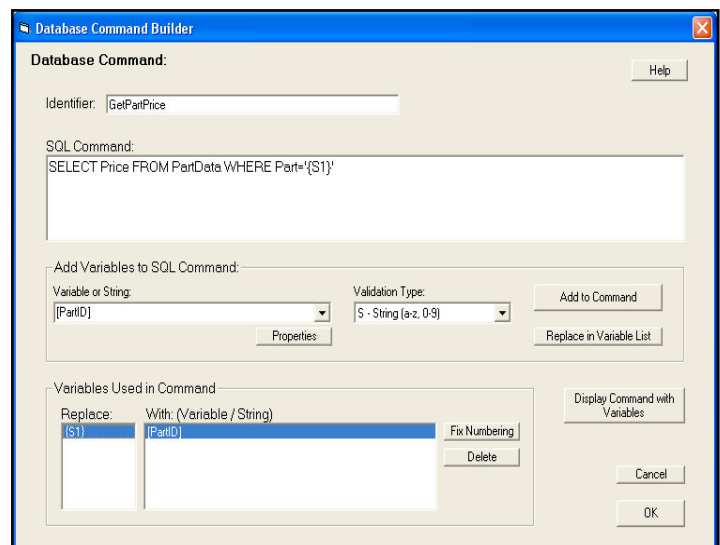 Database Command Builder
Database Command:
Help
Identifier: GetPartPrice
SQL Command:
SELECT Price FROM PartData WHERE Part='{S1}'
Add Variables to SQL Command:
Variable or String:
Validation Type:
[PartID]
S - String (a-z, 0-9)
Add to Command
Properties
Replace in Variable List
Variables Used in Command
Replace:
With: (Variable / String)
{S1}
[PartID]
Fix Numbering
Delete
Display Command with
Variables
Cancel
OK